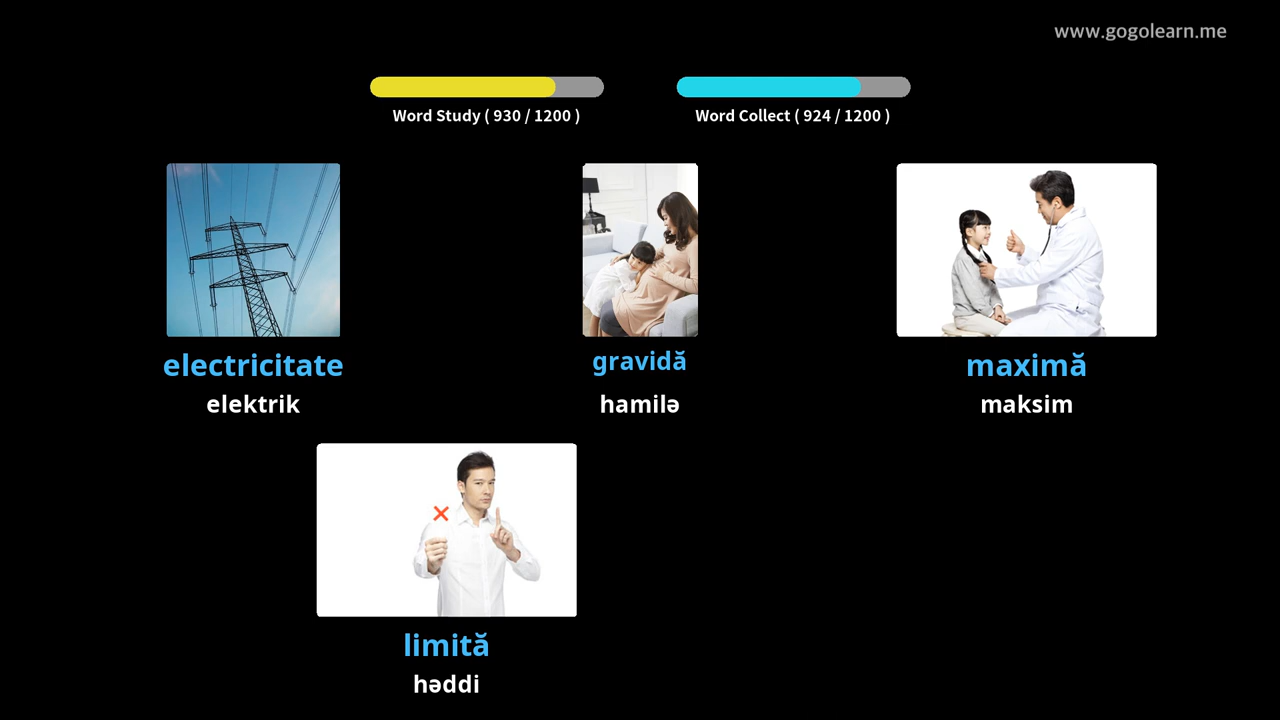 www.gogolearn.me
Word Study ( 930 / 1200 )
Word Collect ( 924 / 1200 )
electricitate
elektrik
gravidă
hamilə
maximă
maksim
limită
həddi